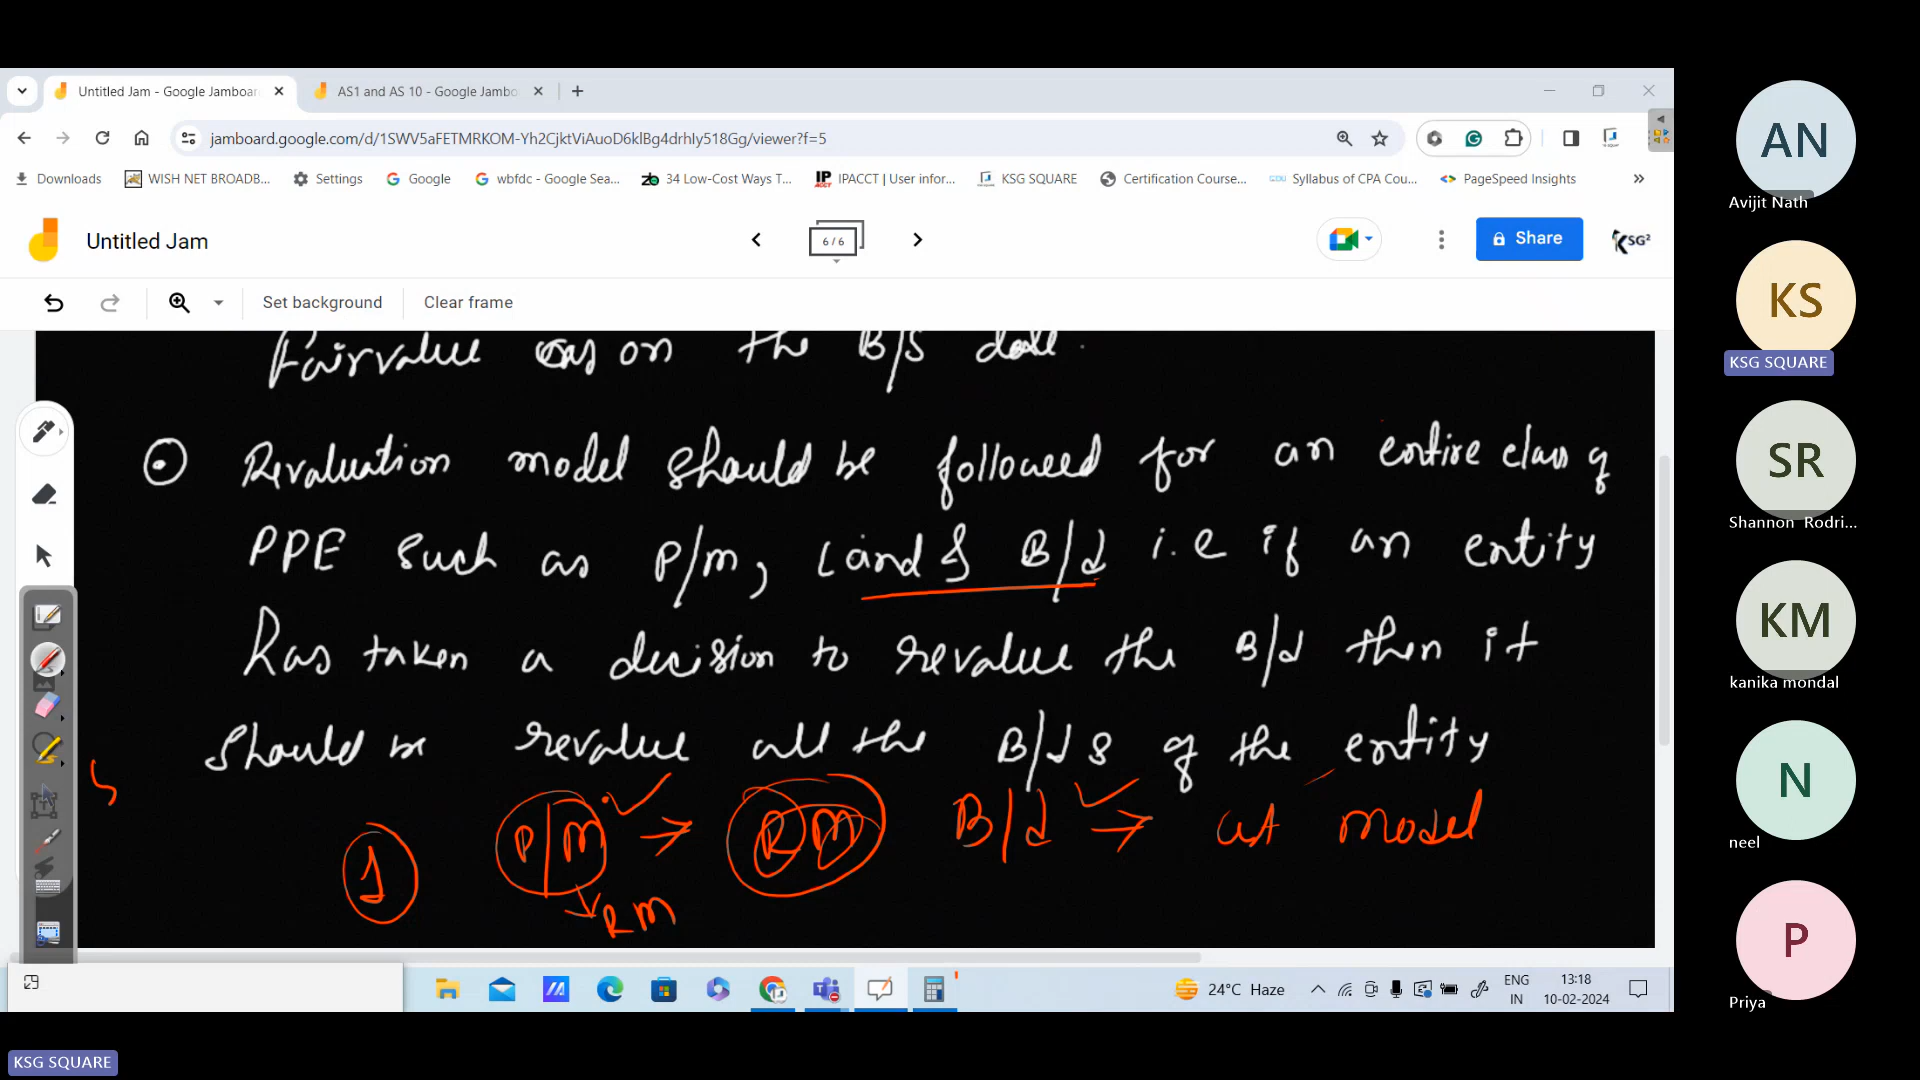 Untitled Jam - Google Jamboar
AS1 and AS 10 - Google Jambo
jamboard.google.com/d/1SWV5aFETMRKOM-Yh2CjktViAuoD6klBg4drhIy518Gg/viewer?f=5
Downloads
WISH NET BROADB...
Settings
Google
wbfdc - Google Sea...
34 Low-Cost Ways T...
IPACCT | User infor...
KSG SQUARE
Certification Course...
Syllabus of CPA Cou...
PageSpeed Insights
Untitled Jam
6 / 6
Share
KSG²
Set background
Clear frame
Fairvalue as on the B/S date.
Revaluation model should be followed for an entire class of
PPE such as P/m, Land & B/d i.e if an entity
has taken a decision to revalue the B/d then it
should be revalue all the B/ds of the entity
1 P/M → RM B/d → cost model
RM
24°C Haze
ENG
IN
13:18
10-02-2024
AN
Avijit Nath
KS
KSG SQUARE
SR
Shannon Rodri...
KM
kanika mondal
N
neel
P
Priya
KSG SQUARE